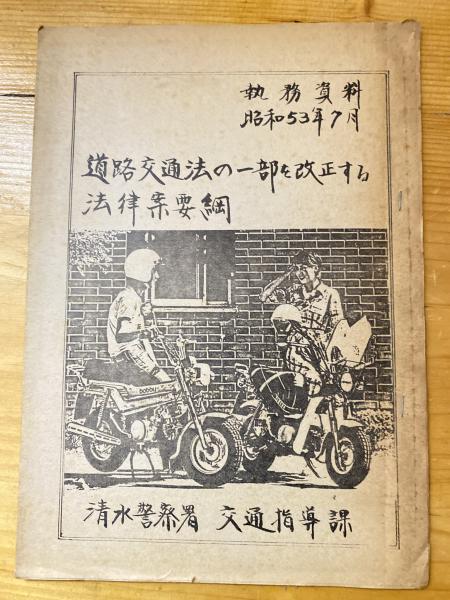 執務資料
昭和53年7月
道路交通法の一部を改正する
法律案要綱
清水警察署 交通指導課